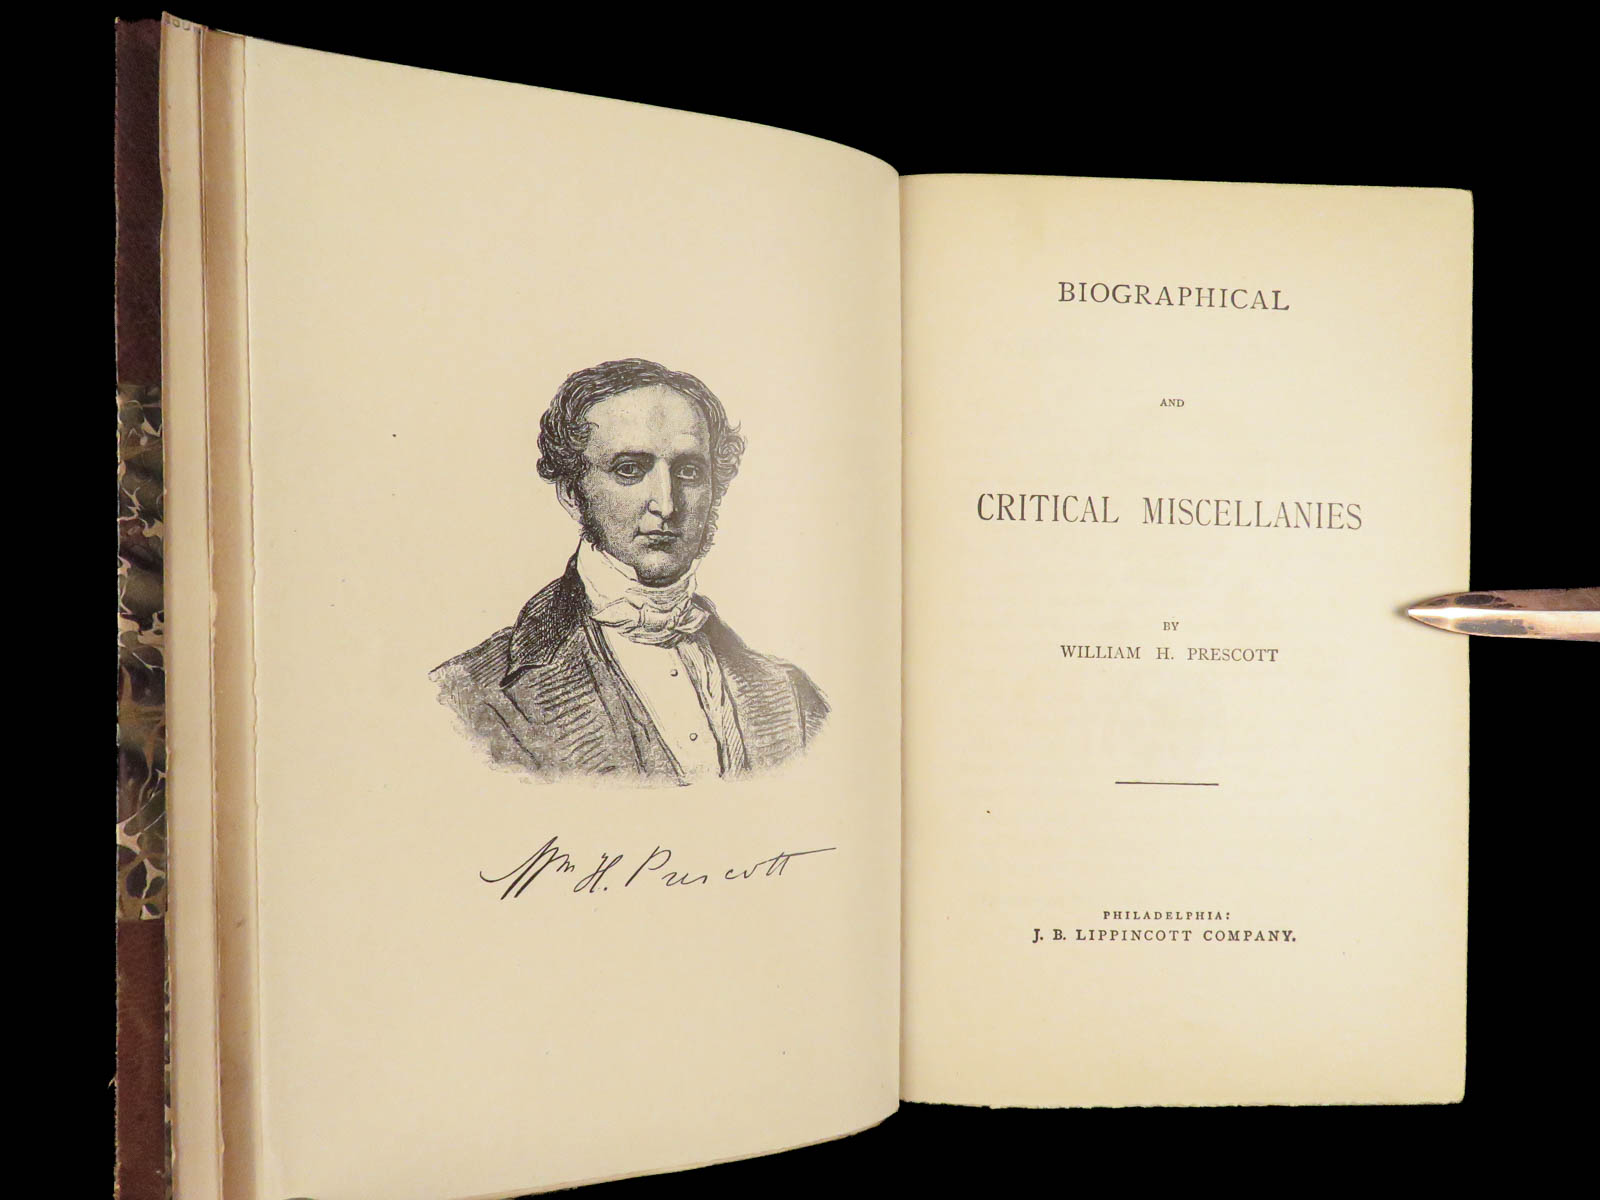 Wm H. Prescott
BIOGRAPHICAL
AND
CRITICAL MISCELLANIES
BY
WILLIAM H. PRESCOTT
PHILADELPHIA:
J. B. LIPPINCOTT COMPANY.